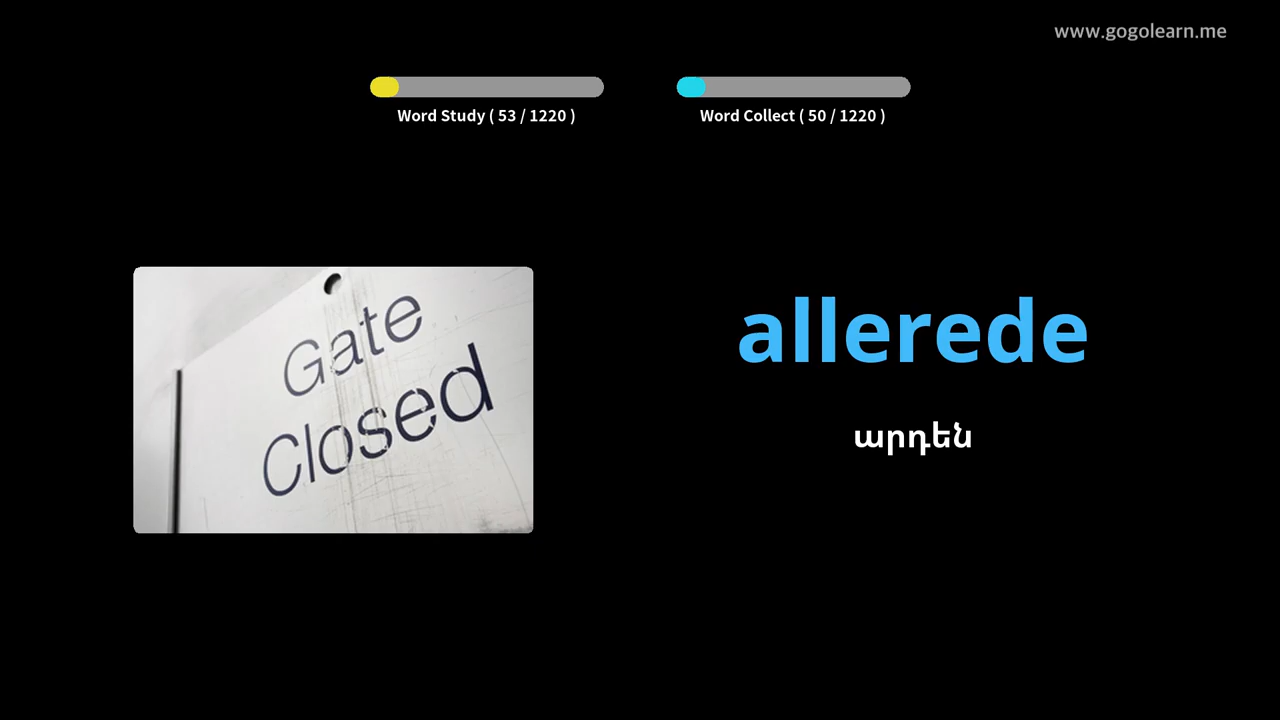 www.gogolearn.me
Word Study ( 53 / 1220 )
Word Collect ( 50 / 1220 )
Gate
Closed
allerede
արդեն